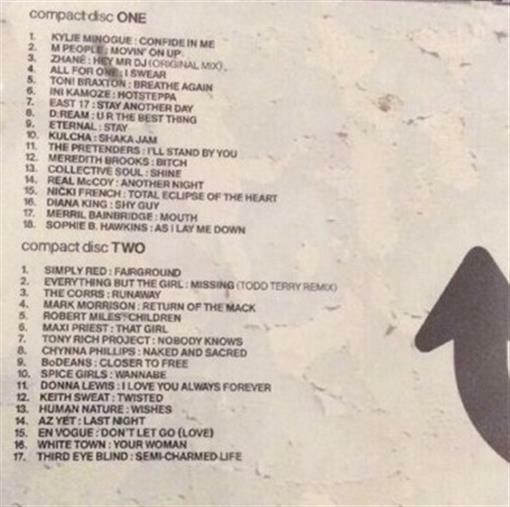 compact disc ONE
1. KYLIE MINOGUE : CONFIDE IN ME
2. M PEOPLE : MOVIN' ON UP
3. ZHANÉ : HEY MR DJ (ORIGINAL MIX)
4. ALL FOR ONE : I SWEAR
5. TONI BRAXTON : BREATHE AGAIN
6. INI KAMOZE : HOTSTEPPA
7. EAST 17 : STAY ANOTHER DAY
8. D:REAM : U R THE BEST THING
9. ETERNAL : STAY
10. KULCHA : SHAKA JAM
11. THE PRETENDERS : I'LL STAND BY YOU
12. MEREDITH BROOKS : BITCH
13. COLLECTIVE SOUL : SHINE
14. REAL McCOY : ANOTHER NIGHT
15. NICKI FRENCH : TOTAL ECLIPSE OF THE HEART
16. DIANA KING : SHY GUY
17. MERRIL BAINBRIDGE : MOUTH
18. SOPHIE B. HAWKINS : AS I LAY ME DOWN
compact disc TWO
1. SIMPLY RED : FAIRGROUND
2. EVERYTHING BUT THE GIRL : MISSING (TODD TERRY REMIX)
3. THE CORRS : RUNAWAY
4. MARK MORRISON : RETURN OF THE MACK
5. ROBERT MILES : CHILDREN
6. MAXI PRIEST : THAT GIRL
7. TONY RICH PROJECT : NOBODY KNOWS
8. CHYNNA PHILLIPS : NAKED AND SACRED
9. BoDEANS : CLOSER TO FREE
10. SPICE GIRLS : WANNABE
11. DONNA LEWIS : I LOVE YOU ALWAYS FOREVER
12. KEITH SWEAT : TWISTED
13. HUMAN NATURE : WISHES
14. AZ YET : LAST NIGHT
15. EN VOGUE : DON'T LET GO (LOVE)
16. WHITE TOWN : YOUR WOMAN
17. THIRD EYE BLIND : SEMI-CHARMED LIFE